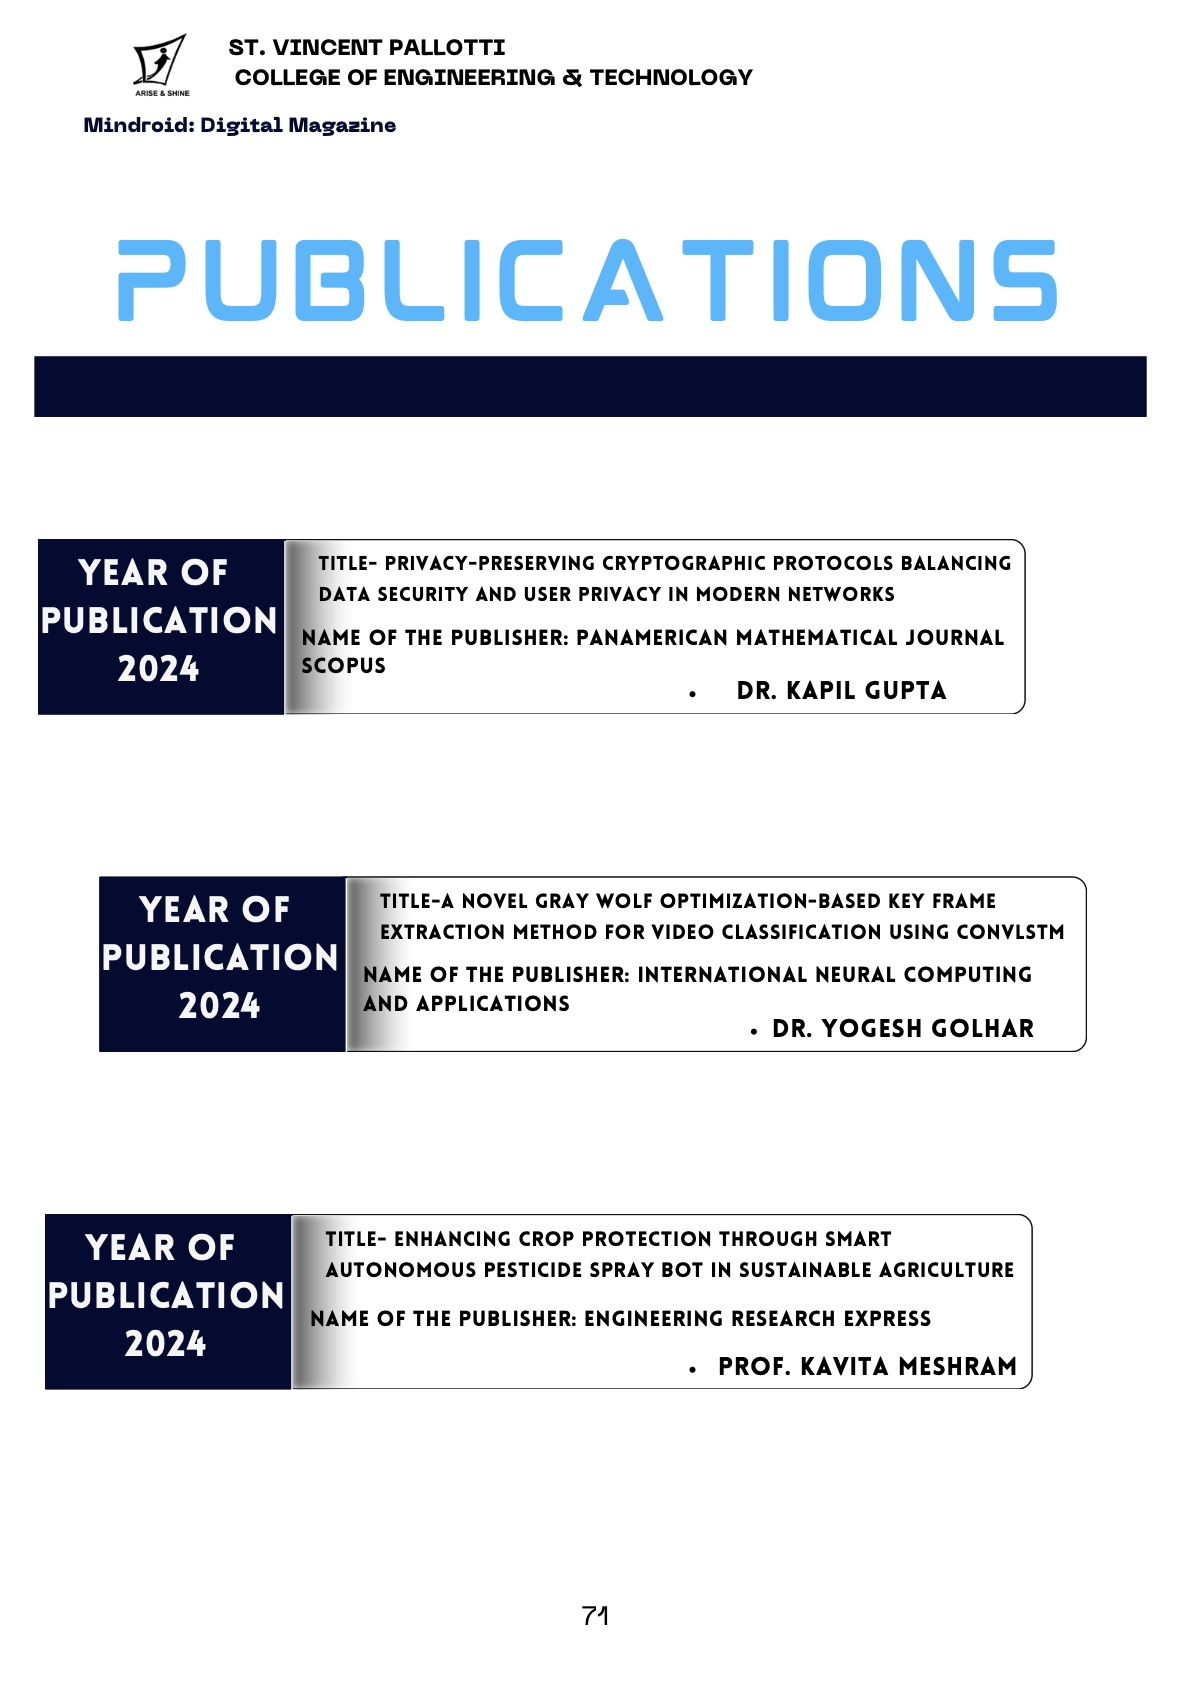 ST. VINCENT PALLOTTI
COLLEGE OF ENGINEERING & TECHNOLOGY
ARISE & SHINE
Mindroid: Digital Magazine
PUBLICATIONS
YEAR OF
PUBLICATION
2024
TITLE- PRIVACY-PRESERVING CRYPTOGRAPHIC PROTOCOLS BALANCING
DATA SECURITY AND USER PRIVACY IN MODERN NETWORKS
NAME OF THE PUBLISHER: PANAMERICAN MATHEMATICAL JOURNAL
SCOPUS
• DR. KAPIL GUPTA
YEAR OF
PUBLICATION
2024
TITLE-A NOVEL GRAY WOLF OPTIMIZATION-BASED KEY FRAME
EXTRACTION METHOD FOR VIDEO CLASSIFICATION USING CONVLSTM
NAME OF THE PUBLISHER: INTERNATIONAL NEURAL COMPUTING
AND APPLICATIONS
• DR. YOGESH GOLHAR
YEAR OF
PUBLICATION
2024
TITLE- ENHANCING CROP PROTECTION THROUGH SMART
AUTONOMOUS PESTICIDE SPRAY BOT IN SUSTAINABLE AGRICULTURE
NAME OF THE PUBLISHER: ENGINEERING RESEARCH EXPRESS
• PROF. KAVITA MESHRAM
71